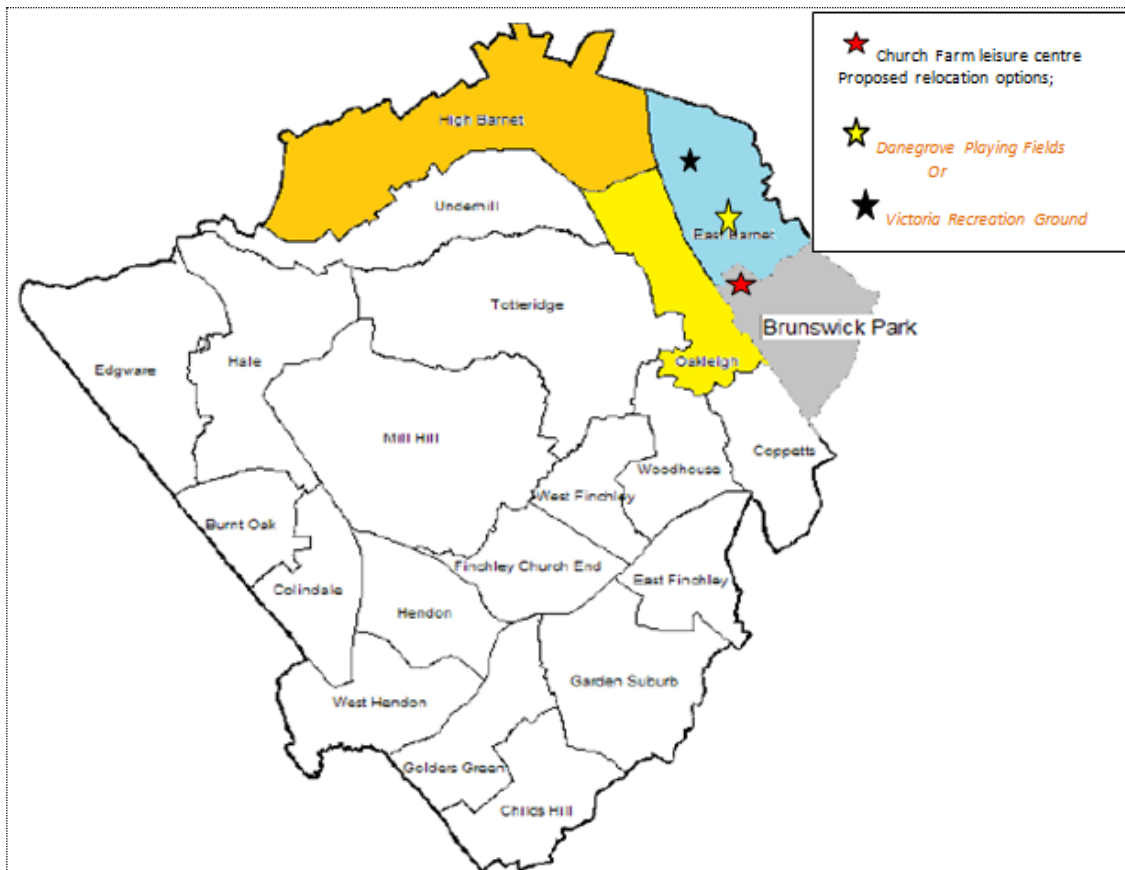 Church Farm leisure centre
Proposed relocation options;
Danegrove Playing Fields
Or
Victoria Recreation Ground
High Barnet
Underhill
East Barnet
Totteridge
Brunswick Park
Edgware
Hale
Oakleigh
Mill Hill
Coppetts
Woodhouse
West Finchley
Burnt Oak
Finchley Church End
East Finchley
Colindale
Hendon
Garden Suburb
West Hendon
Golders Green
Childs Hill